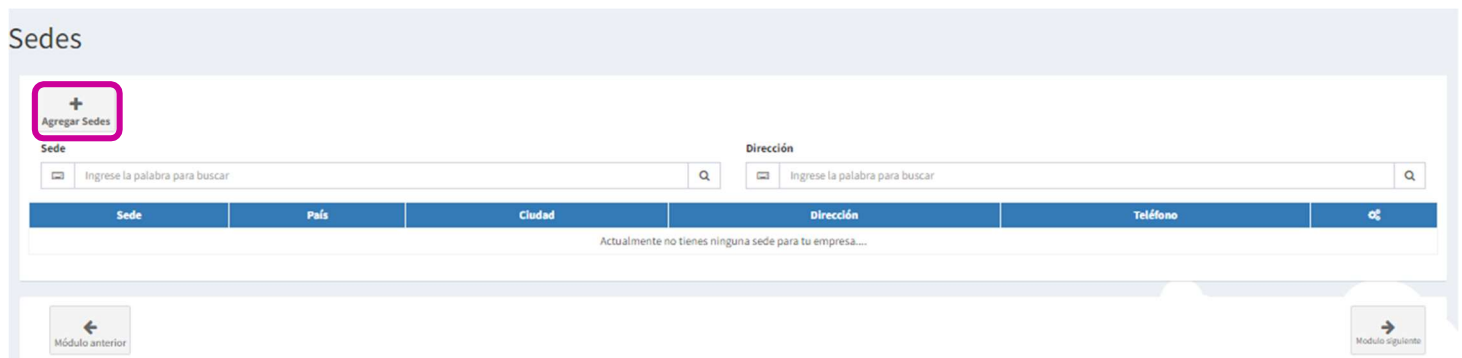 Sedes
Agregar Sedes
Sede Dirección
Ingrese la palabra para buscar Ingrese la palabra para buscar
Sede País Ciudad Dirección Teléfono
Actualmente no tienes ninguna sede para tu empresa....
Módulo anterior Modulo siguiente